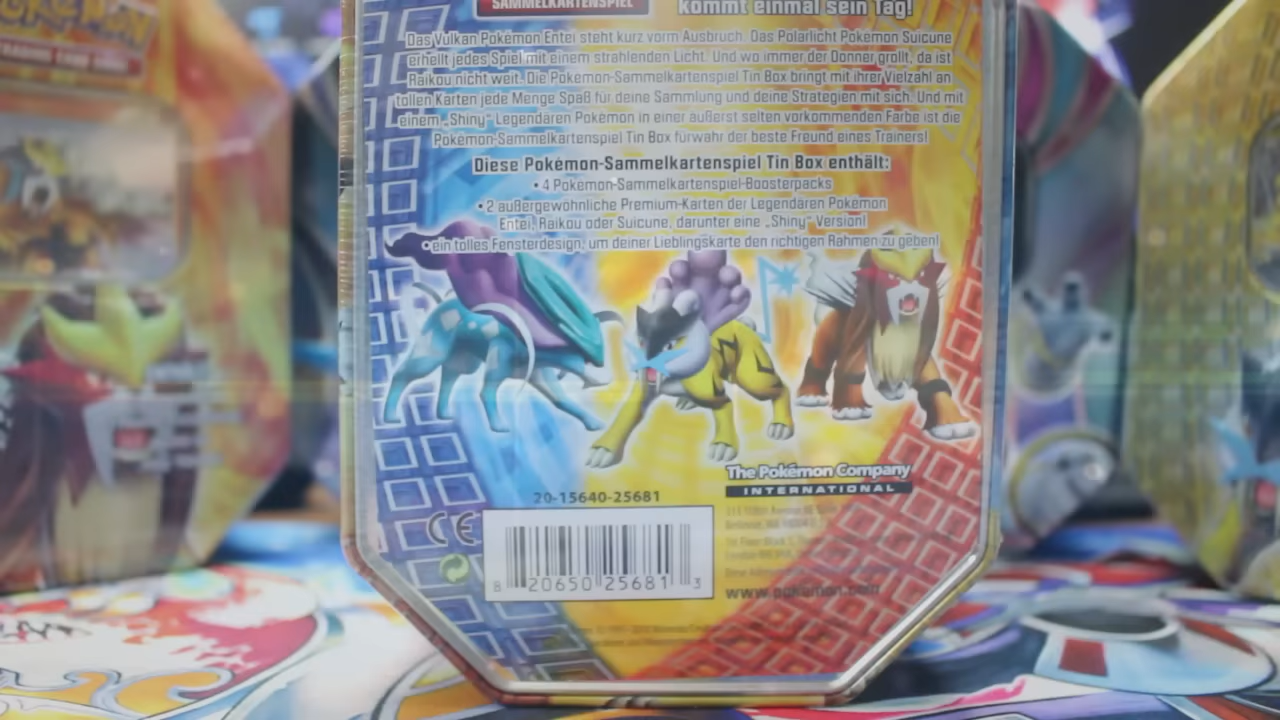 POKÉMON
SAMMELKARTENSPIEL
kommt einmal sein Tag!
Das Vulkan Pokémon Entei steht kurz vorm Ausbruch. Das Polarlicht Pokémon Suicune
erhellt jedes Spiel mit einem strahlenden Licht. Und wo immer der Donner grollt, da ist
Raikou nicht weit. Die Pokémon-Sammelkartenspiel Tin Box bringt mit ihrer Vielzahl an
tollen Karten jede Menge Spaß für deine Sammlung und deine Strategien mit sich. Und mit
einem „Shiny“ Legendären Pokémon in einer äußerst selten vorkommenden Farbe ist die
Pokémon-Sammelkartenspiel Tin Box fürwahr der beste Freund eines Trainers!
Diese Pokémon-Sammelkartenspiel Tin Box enthält:
• 4 Pokémon-Sammelkartenspiel-Boosterpacks
• 2 außergewöhnliche Premium-Karten der Legendären Pokémon
Entei, Raikou oder Suicune, darunter eine „Shiny“ Version!
• ein tolles Fensterdesign, um deiner Lieblingskarte den richtigen Rahmen zu geben!
The Pokémon Company
INTERNATIONAL
20-15640-25681
CE
8 20650 25681 3
www.pokemon.com